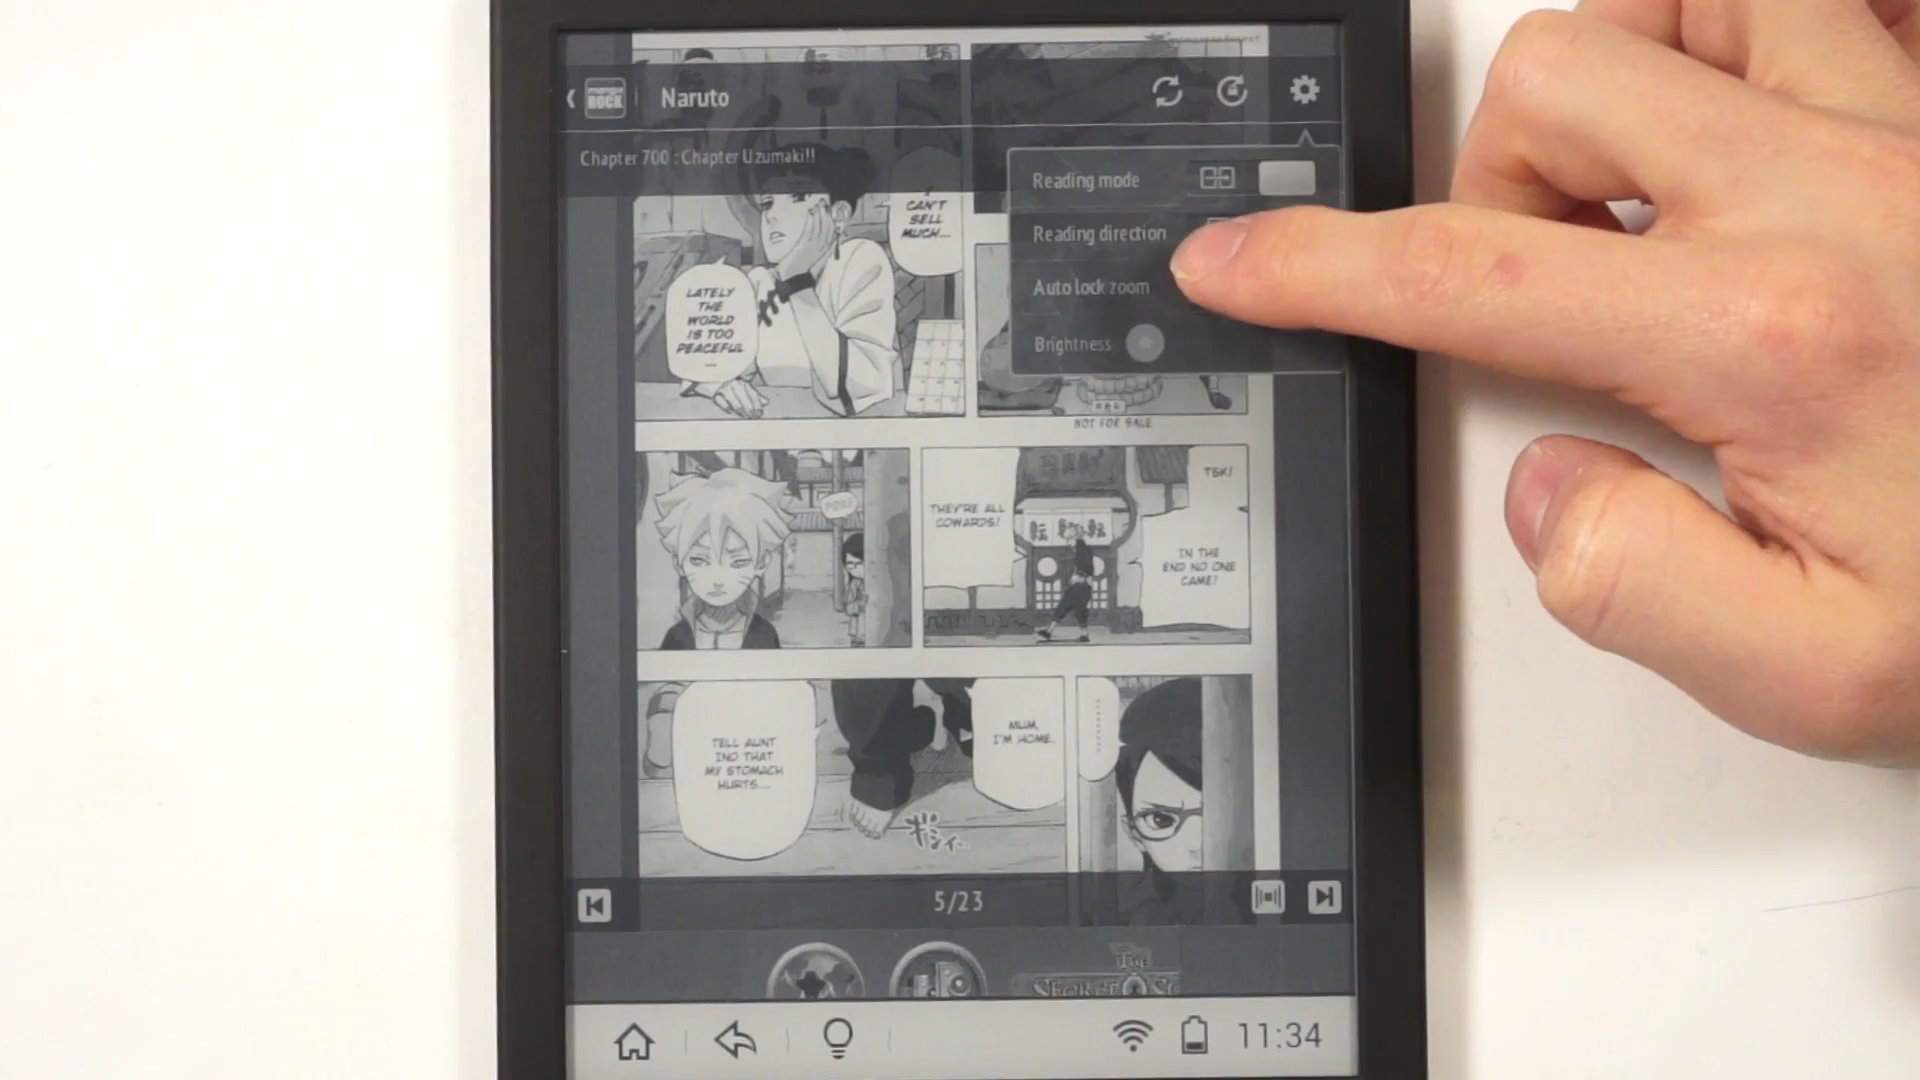 manga
ROCK
Naruto
Chapter 700 : Chapter Uzumaki!!
Reading mode
Reading direction
Auto lock zoom
Brightness
I
CAN'T
SELL
MUCH...
LATELY
THE
WORLD
IS TOO
PEACEFUL
...
NOT FOR SALE
THEY'RE ALL
COWARDS!
TSK!
IN THE
END NO ONE
CAME!
TELL AUNT
INO THAT
MY STOMACH
HURTS....
MUM,
I'M HOME.
5/23
THE
SECRET
11:34